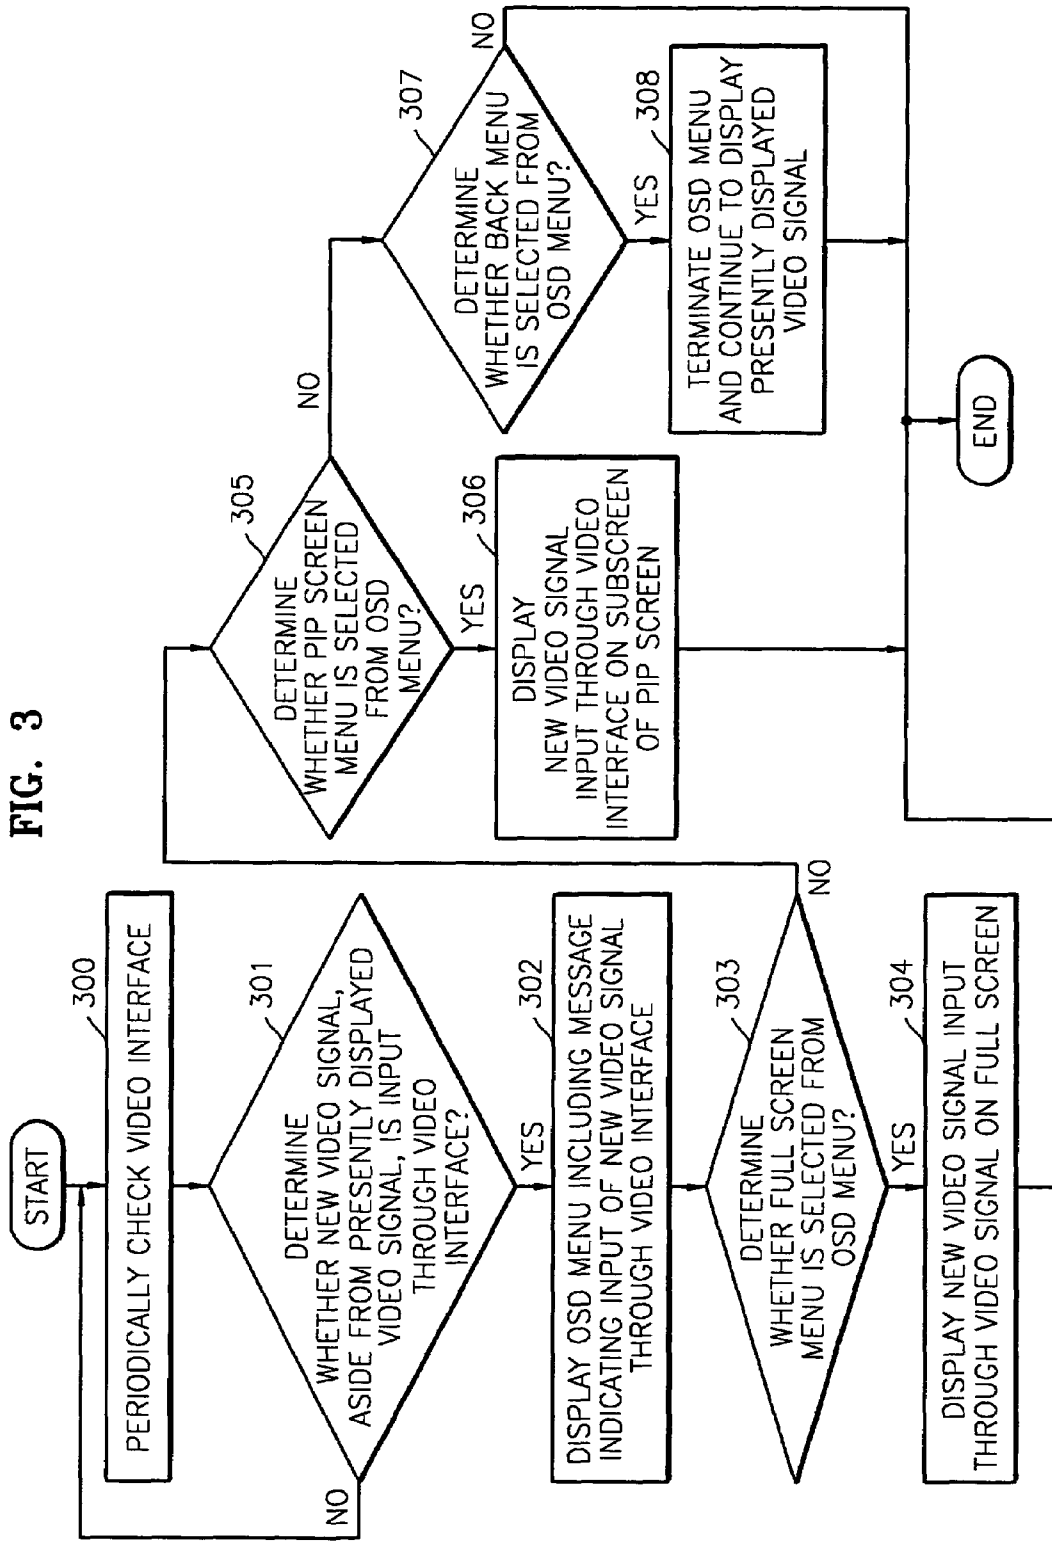 FIG. 3
START
300
PERIODICALLY CHECK VIDEO INTERFACE
301
DETERMINE
WHETHER NEW VIDEO SIGNAL,
ASIDE FROM PRESENTLY DISPLAYED
VIDEO SIGNAL, IS INPUT
THROUGH VIDEO
INTERFACE?
NO
YES
302
DISPLAY OSD MENU INCLUDING MESSAGE
INDICATING INPUT OF NEW VIDEO SIGNAL
THROUGH VIDEO INTERFACE
303
DETERMINE
WHETHER FULL SCREEN
MENU IS SELECTED FROM
OSD MENU?
NO
YES
304
DISPLAY NEW VIDEO SIGNAL INPUT
THROUGH VIDEO SIGNAL ON FULL SCREEN
305
DETERMINE
WHETHER PIP SCREEN
MENU IS SELECTED
FROM OSD
MENU?
NO
YES
306
DISPLAY
NEW VIDEO SIGNAL
INPUT THROUGH VIDEO
INTERFACE ON SUBSCREEN
OF PIP SCREEN
307
DETERMINE
WHETHER BACK MENU
IS SELECTED FROM
OSD MENU?
NO
YES
308
TERMINATE OSD MENU
AND CONTINUE TO DISPLAY
PRESENTLY DISPLAYED
VIDEO SIGNAL
END